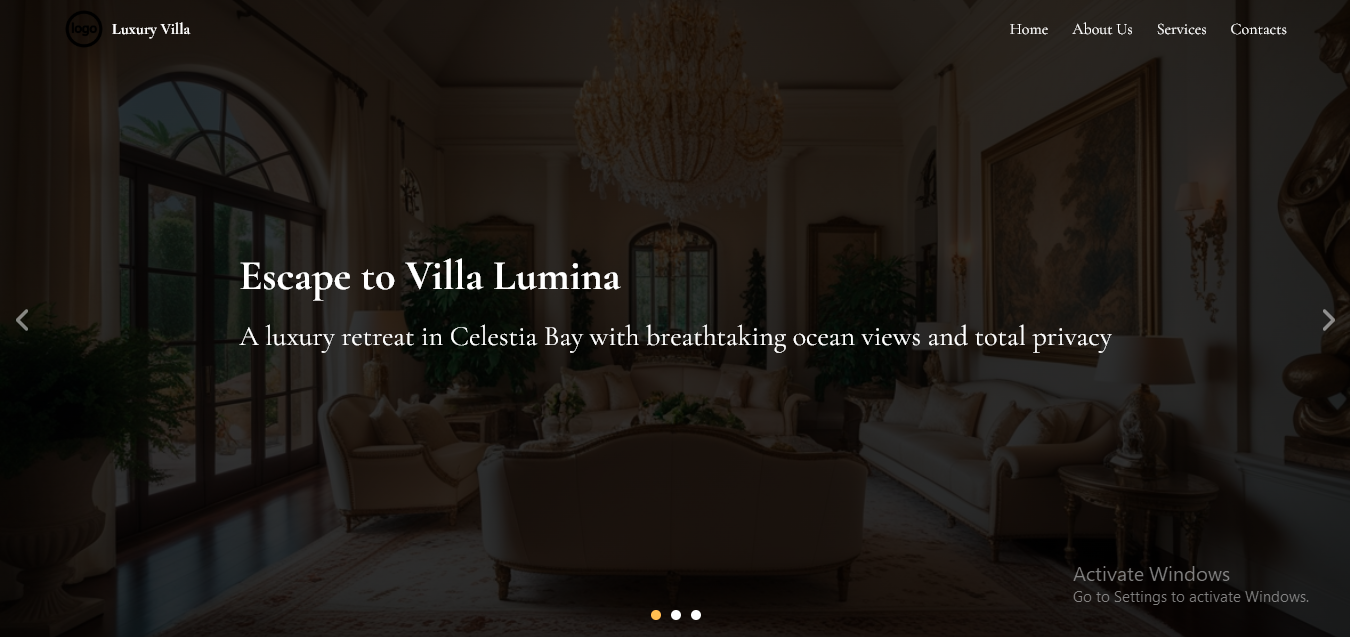 logo
Luxury Villa
Home
About Us
Services
Contacts
Escape to Villa Lumina
A luxury retreat in Celestia Bay with breathtaking ocean views and total privacy
Activate Windows
Go to Settings to activate Windows.